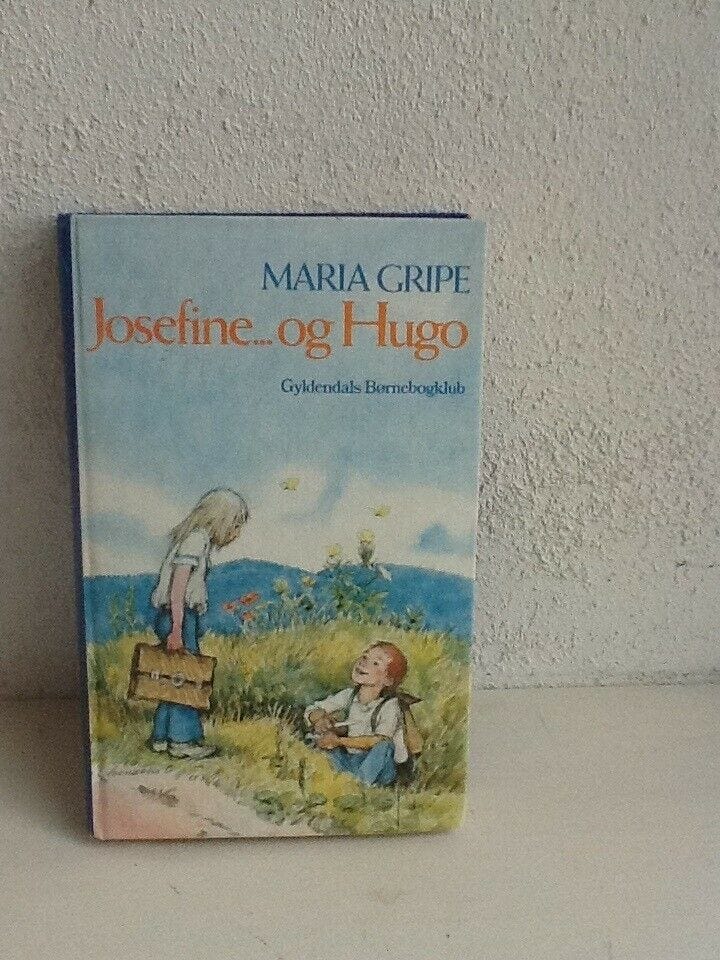 MARIA GRIPE
Josefine... og Hugo
Gyldendals Børnebogklub